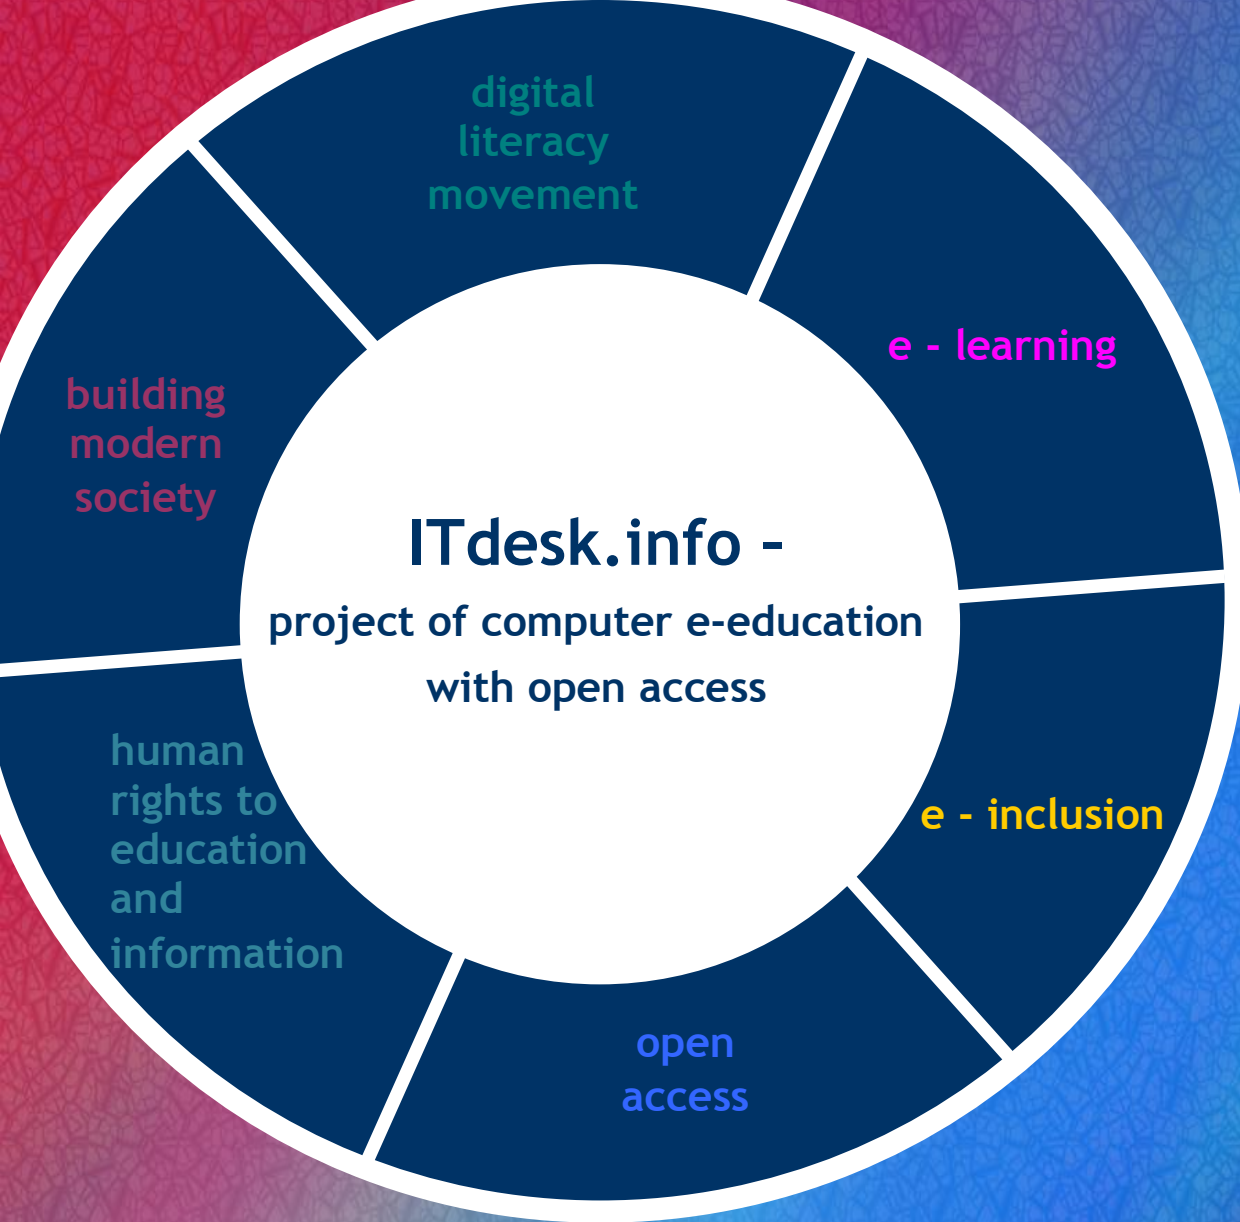 digital
literacy
movement
e - learning
building
modern
society
ITdesk.info –
project of computer e-education
with open access
human
rights to
education
and
information
e - inclusion
open
access